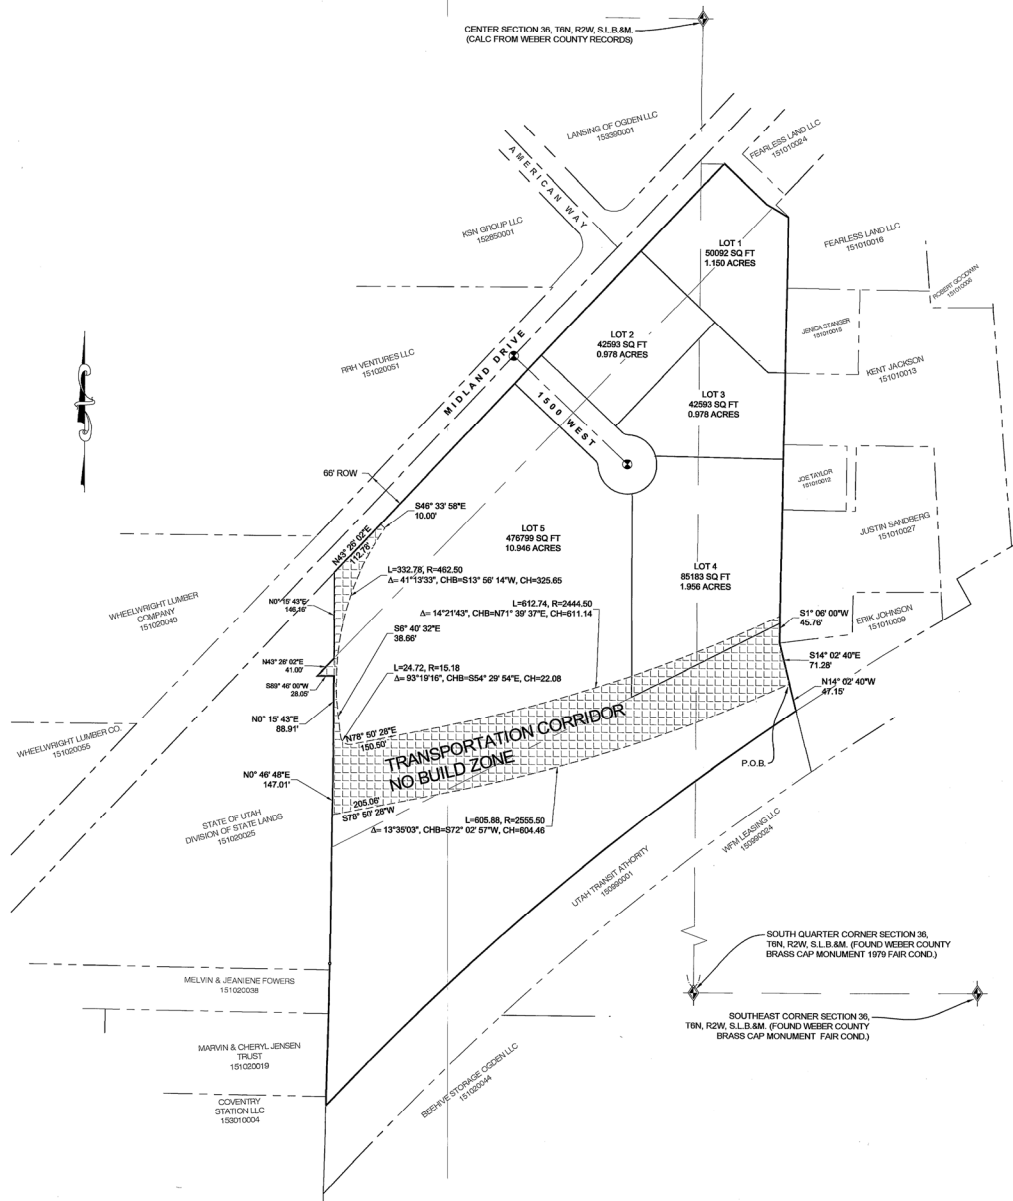 CENTER SECTION 36, T6N, R2W, S.L.B.&M.
(CALC FROM WEBER COUNTY RECORDS)
LANSING OF OGDEN LLC
153380001
FEARLESS LAND LLC
151010024
AMERICAN WAY
KSN GROUP LLC
152850001
LOT 1
50092 SQ FT
1.150 ACRES
FEARLESS LAND LLC
151010016
ROBERT GOODWIN
151010006
JENICA STANGER
151010015
LOT 2
42593 SQ FT
0.978 ACRES
RRH VENTURES LLC
151020051
MIDLAND DRIVE
KENT JACKSON
151010013
LOT 3
42593 SQ FT
0.978 ACRES
1500 WEST
66' ROW
JOE TAYLOR
151010012
S46° 33' 58"E
10.00'
LOT 5
476799 SQ FT
10.946 ACRES
JUSTIN SANDBERG
151010027
N43° 26' 02"E
112.78'
L=332.78, R=462.50
Δ= 41°13'33", CHB=S13° 56' 14"W, CH=325.65
LOT 4
85183 SQ FT
1.956 ACRES
WHEELWRIGHT LUMBER
COMPANY
151020040
N0° 15' 43"E
146.16'
L=612.74, R=2444.50
Δ= 14°21'43", CHB=N71° 39' 37"E, CH=611.14
S1° 06' 00"W
45.76'
ERIK JOHNSON
151010009
S6° 40' 32"E
38.66'
N43° 26' 02"E
41.00'
S14° 02' 40"E
71.28'
L=24.72, R=15.18
Δ= 93°19'16", CHB=S54° 29' 54"E, CH=22.08
S89° 46' 00"W
28.05'
N14° 02' 40"W
47.15'
N0° 15' 43"E
88.91'
N78° 50' 28"E
150.50'
WHEELWRIGHT LUMBER CO.
151020055
TRANSPORTATION CORRIDOR
NO BUILD ZONE
P.O.B.
N0° 46' 48"E
147.01'
205.06'
S78° 50' 28"W
STATE OF UTAH
DIVISION OF STATE LANDS
151020025
L=605.88, R=2555.50
Δ= 13°35'03", CHB=S72° 02' 57"W, CH=604.46
WFM LEASING LLC
150990024
UTAH TRANSIT ATHORITY
150990001
SOUTH QUARTER CORNER SECTION 36,
T6N, R2W, S.L.B.&M. (FOUND WEBER COUNTY
BRASS CAP MONUMENT 1979 FAIR COND.)
MELVIN & JEANIENE FOWERS
151020038
SOUTHEAST CORNER SECTION 36,
T6N, R2W, S.L.B.&M. (FOUND WEBER COUNTY
BRASS CAP MONUMENT FAIR COND.)
MARVIN & CHERYL JENSEN
TRUST
151020019
BEEHIVE STORAGE OGDEN LLC
151020044
COVENTRY
STATION LLC
153010004